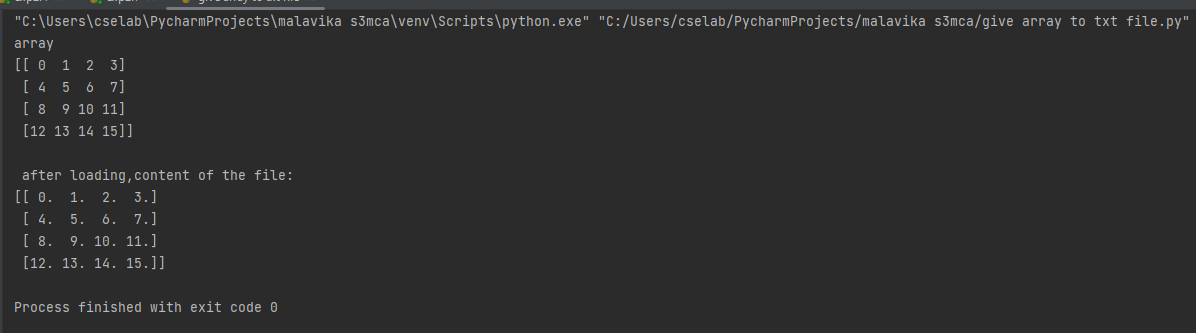 "C:\Users\cselab\PycharmProjects\malavika s3mca\venv\Scripts\python.exe" "C:/Users/cselab/PycharmProjects/malavika s3mca/give array to txt file.py"
array
[[ 0  1  2  3]
 [ 4  5  6  7]
 [ 8  9 10 11]
 [12 13 14 15]]
 after loading,content of the file:
[[ 0.  1.  2.  3.]
 [ 4.  5.  6.  7.]
 [ 8.  9. 10. 11.]
 [12. 13. 14. 15.]]
Process finished with exit code 0